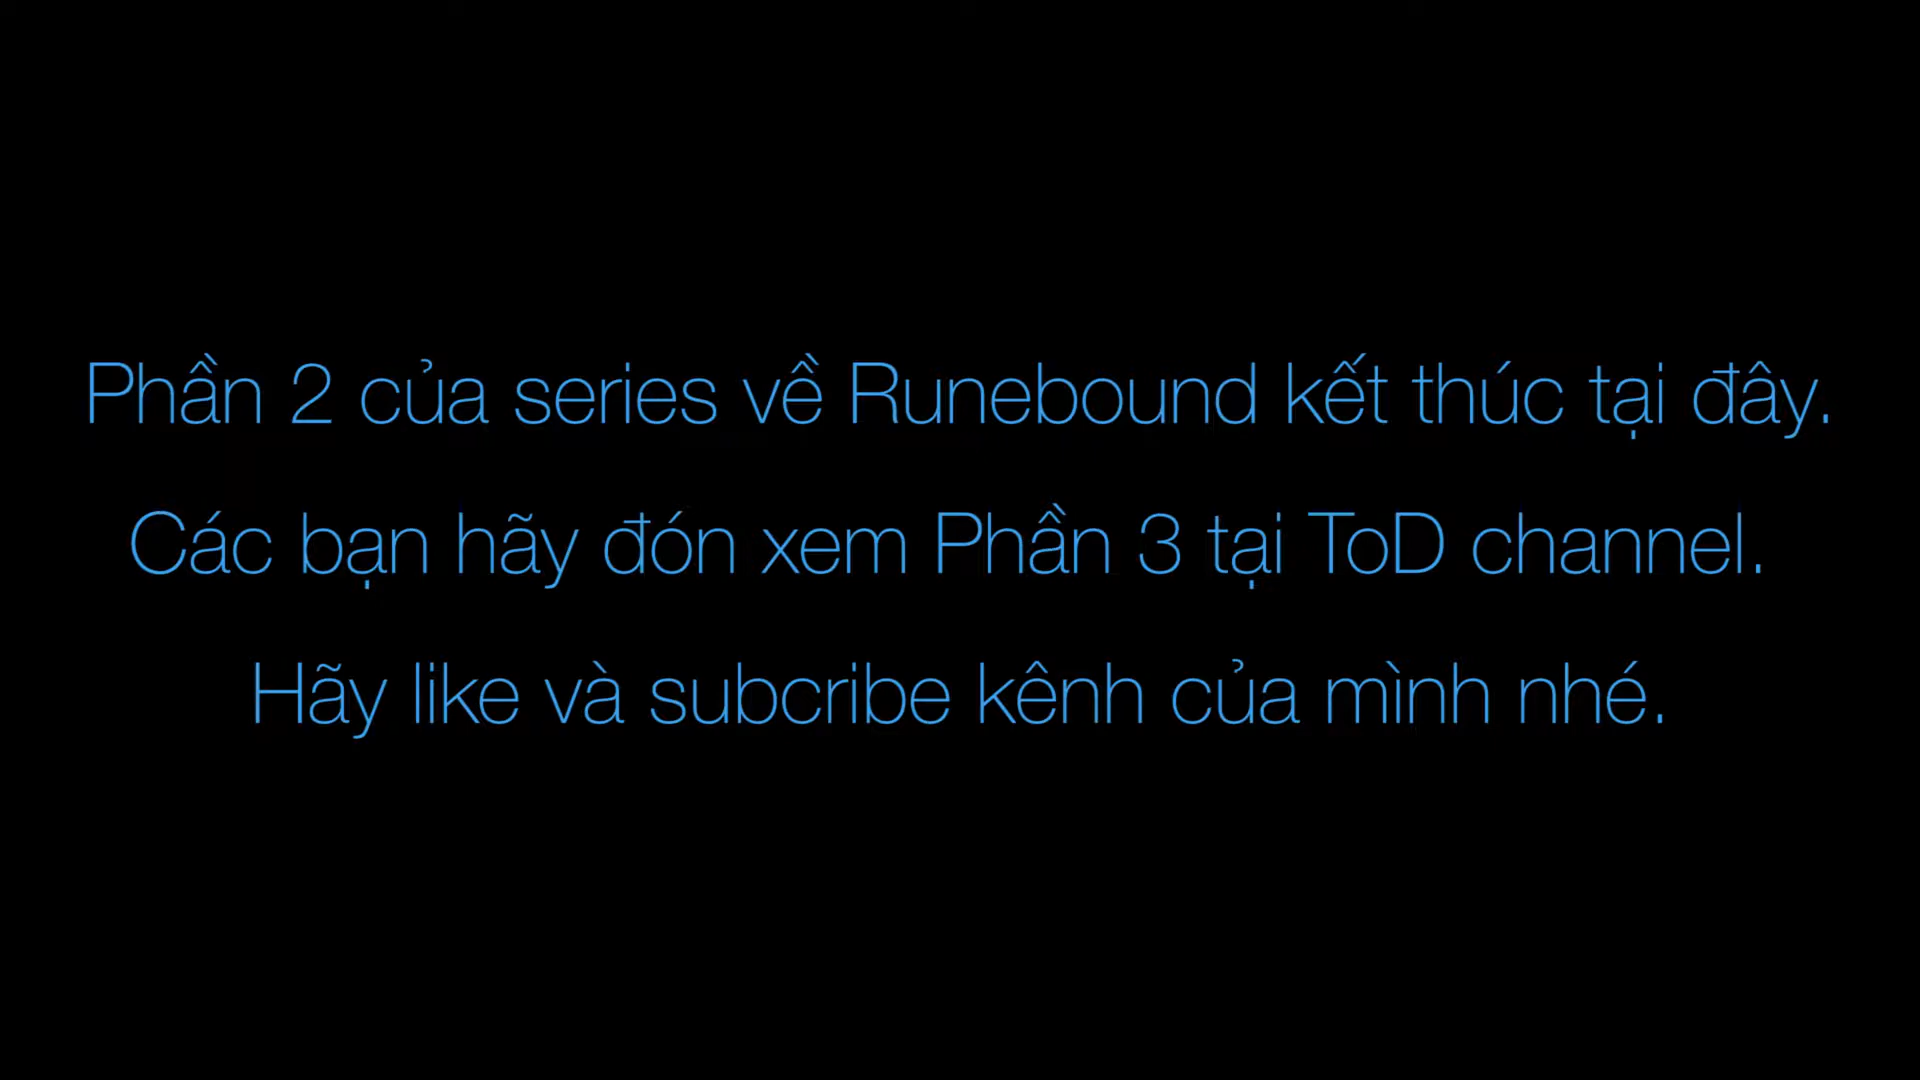 Phần 2 của series về Runebound kết thúc tại đây.
Các bạn hãy đón xem Phần 3 tại ToD channel.
Hãy like và subcribe kênh của mình nhé.